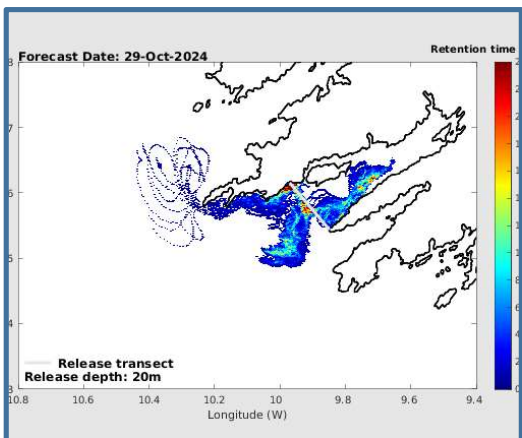 Retention time
Forecast Date: 29-Oct-2024
Release transect
Release depth: 20m
10.8 10.6 10.4 10.2 10 9.8 9.6 9.4
Longitude (W)